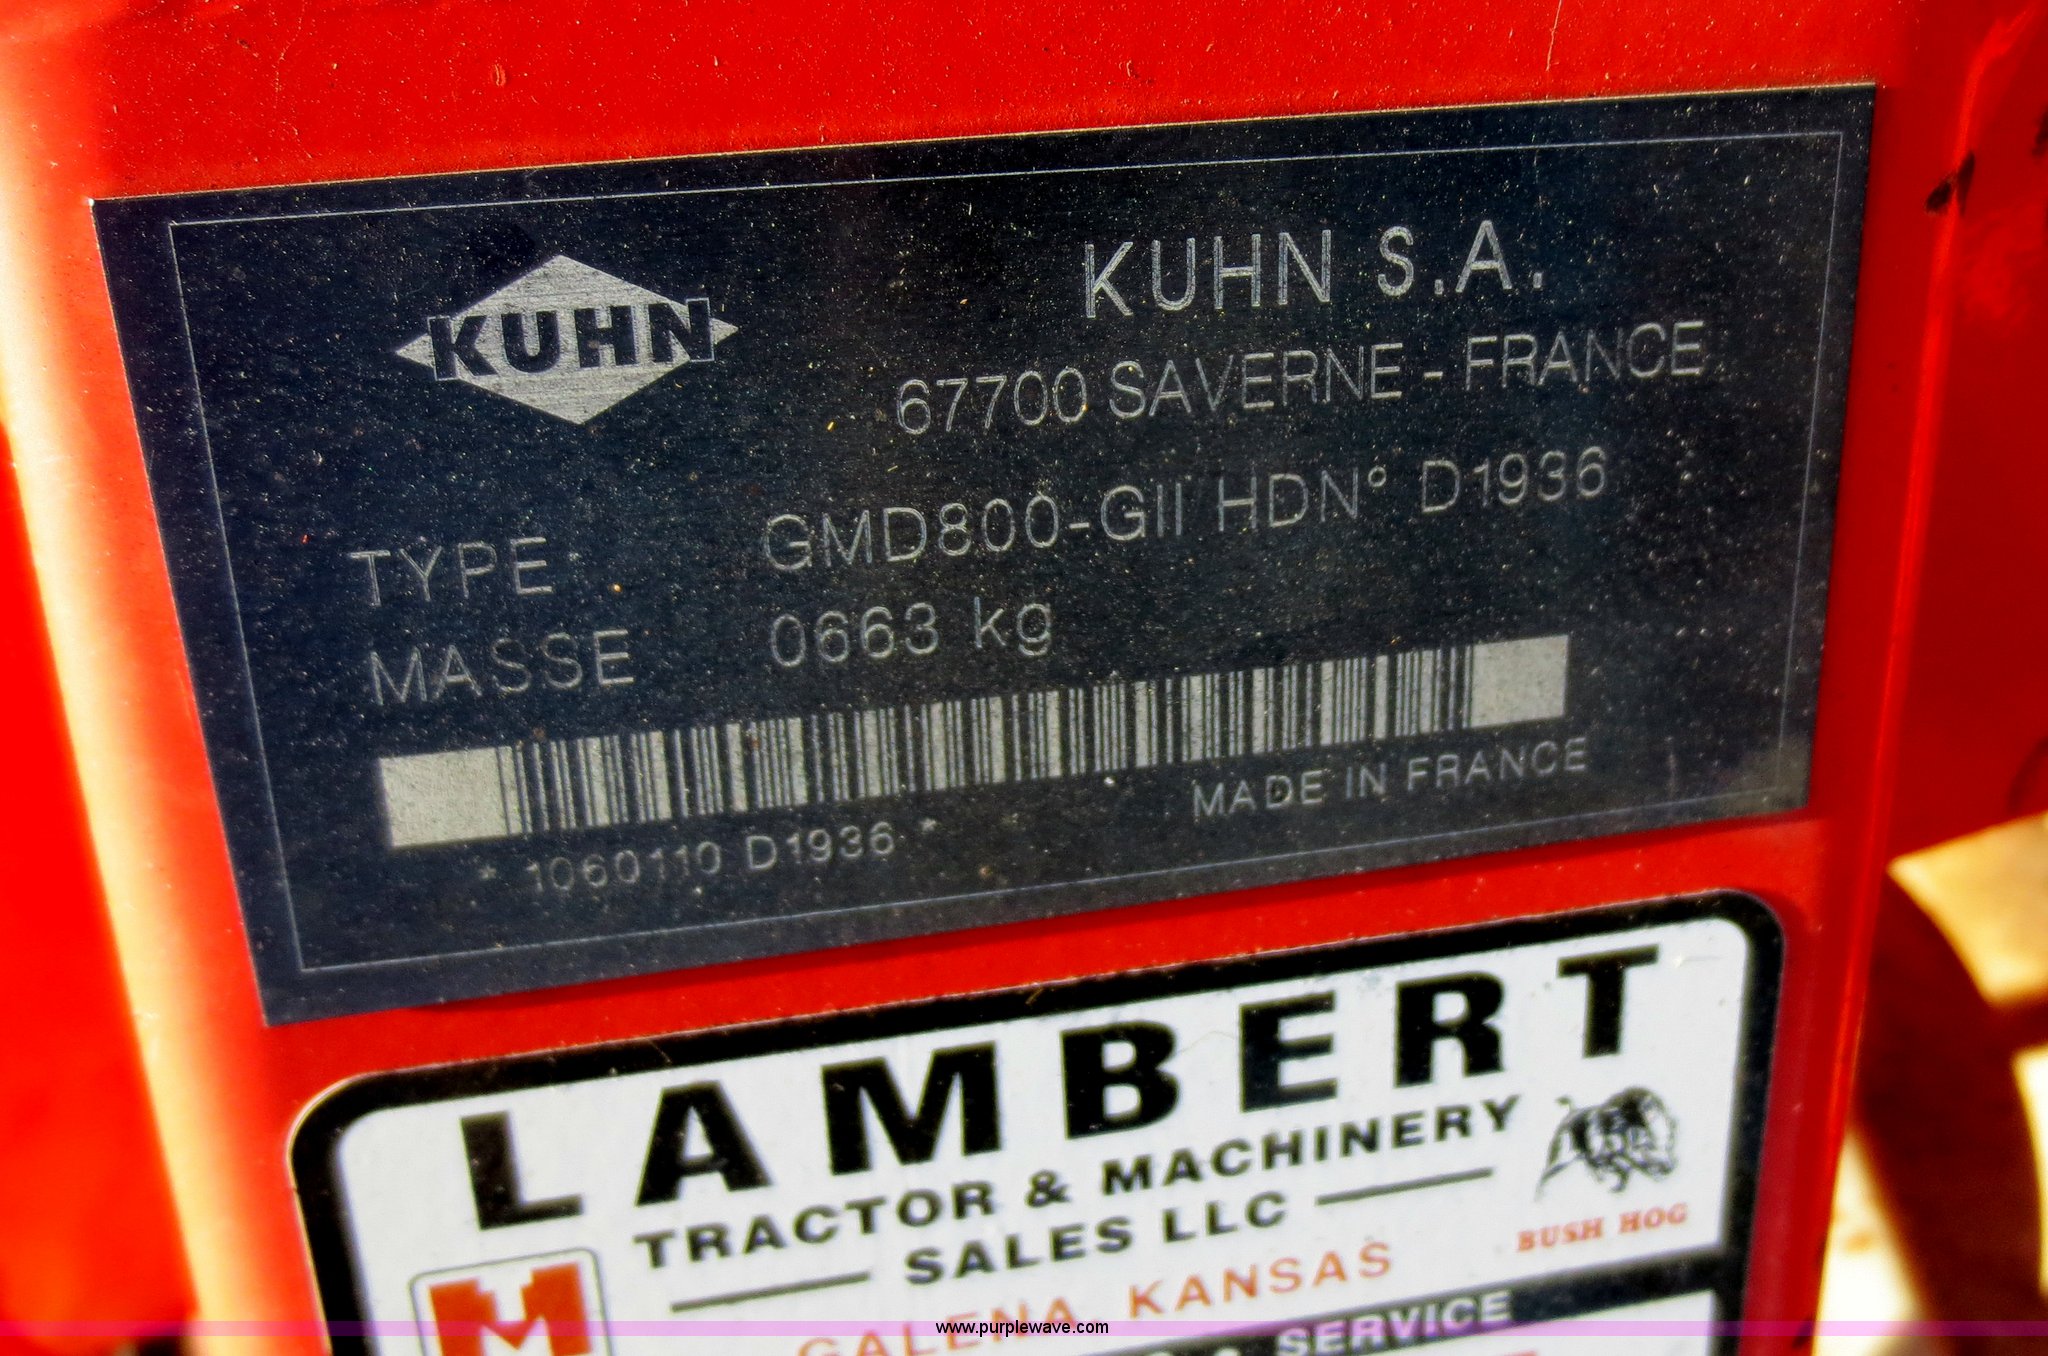 KUHN
KUHN S.A.
67700 SAVERNE - FRANCE
TYPE GMD800-GII HDN° D1936
MASSE 0663 kg
* 1060110 D1936 *
MADE IN FRANCE
LAMBERT
TRACTOR & MACHINERY
SALES LLC
BUSH HOG
GALENA, KANSAS
• SERVICE
www.purplewave.com